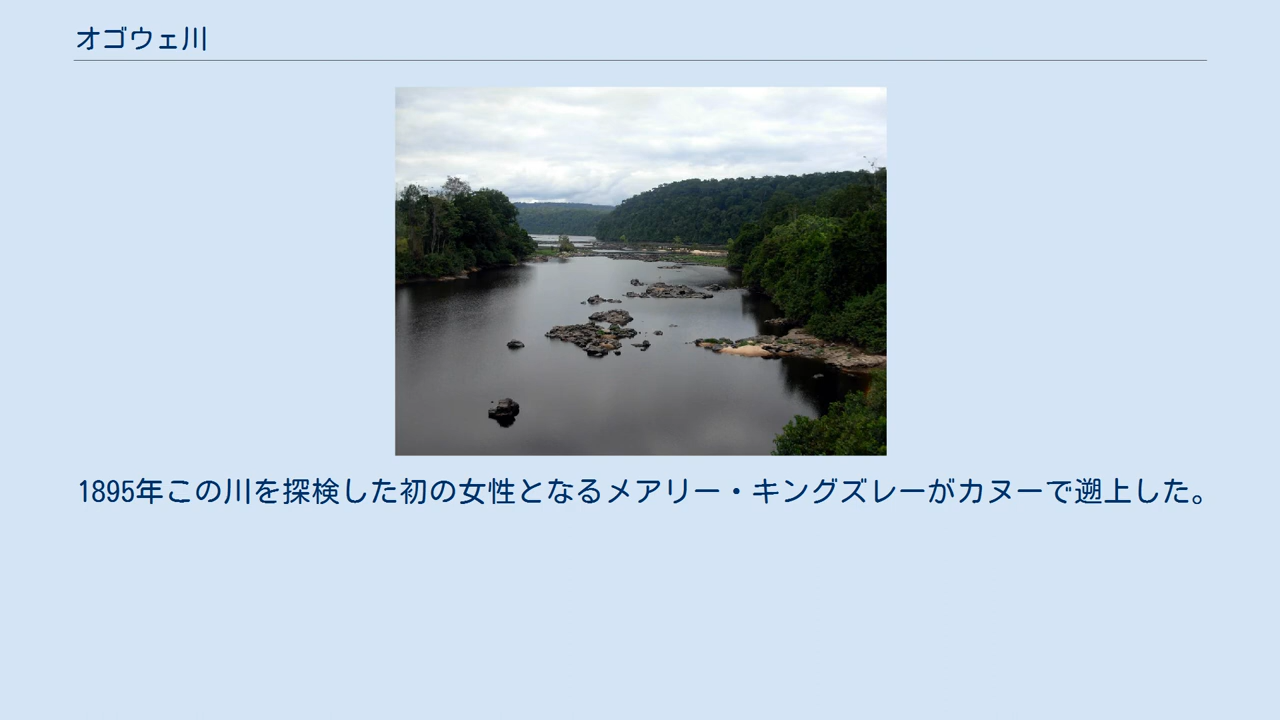 オゴウェ川
1895年この川を探検した初の女性となるメアリー・キングズレーがカヌーで遡上した。